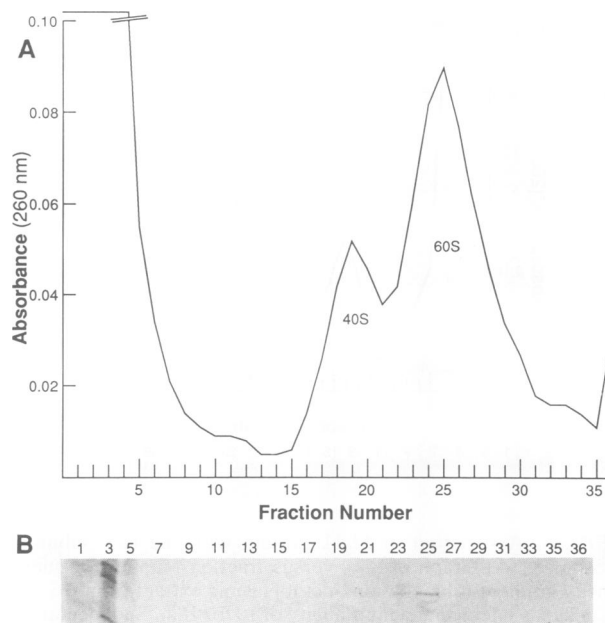 A
Absorbance (260 nm)
0.10
0.08
0.06
0.04
0.02
40S
60S
5 10 15 20 25 30 35
Fraction Number
B
1 3 5 7 9 11 13 15 17 19 21 23 25 27 29 31 33 35 36